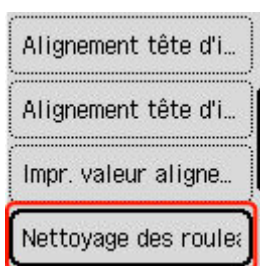 Alignement tête d'i...
Alignement tête d'i...
Impr. valeur aligne...
Nettoyage des roule